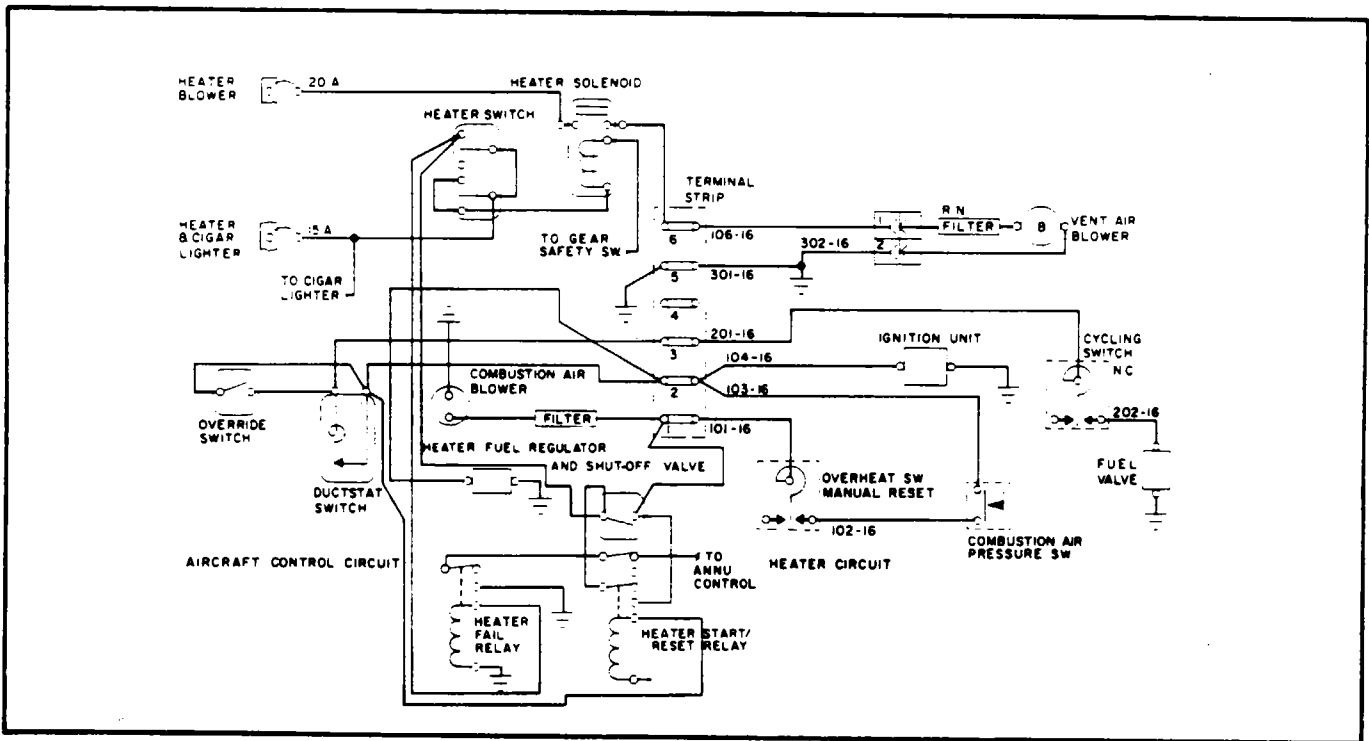 HEATER
BLOWER
20 A
HEATER SOLENOID
HEATER SWITCH
TERMINAL
STRIP
HEATER
& CIGAR
LIGHTER
15 A
TO CIGAR
LIGHTER
TO GEAR
SAFETY SW
6
106-16
5
301-16
4
3
201-16
2
104-16
103-16
101-16
302-16
1
2
R N
FILTER
B
VENT AIR
BLOWER
IGNITION UNIT
CYCLING
SWITCH
N C
202-16
FUEL
VALVE
OVERRIDE
SWITCH
COMBUSTION AIR
BLOWER
FILTER
HEATER FUEL REGULATOR
AND SHUT-OFF VALVE
DUCTSTAT
SWITCH
OVERHEAT SW
MANUAL RESET
102-16
COMBUSTION AIR
PRESSURE SW
AIRCRAFT CONTROL CIRCUIT
TO
ANNU
CONTROL
HEATER CIRCUIT
HEATER
FAIL
RELAY
HEATER START/
RESET RELAY